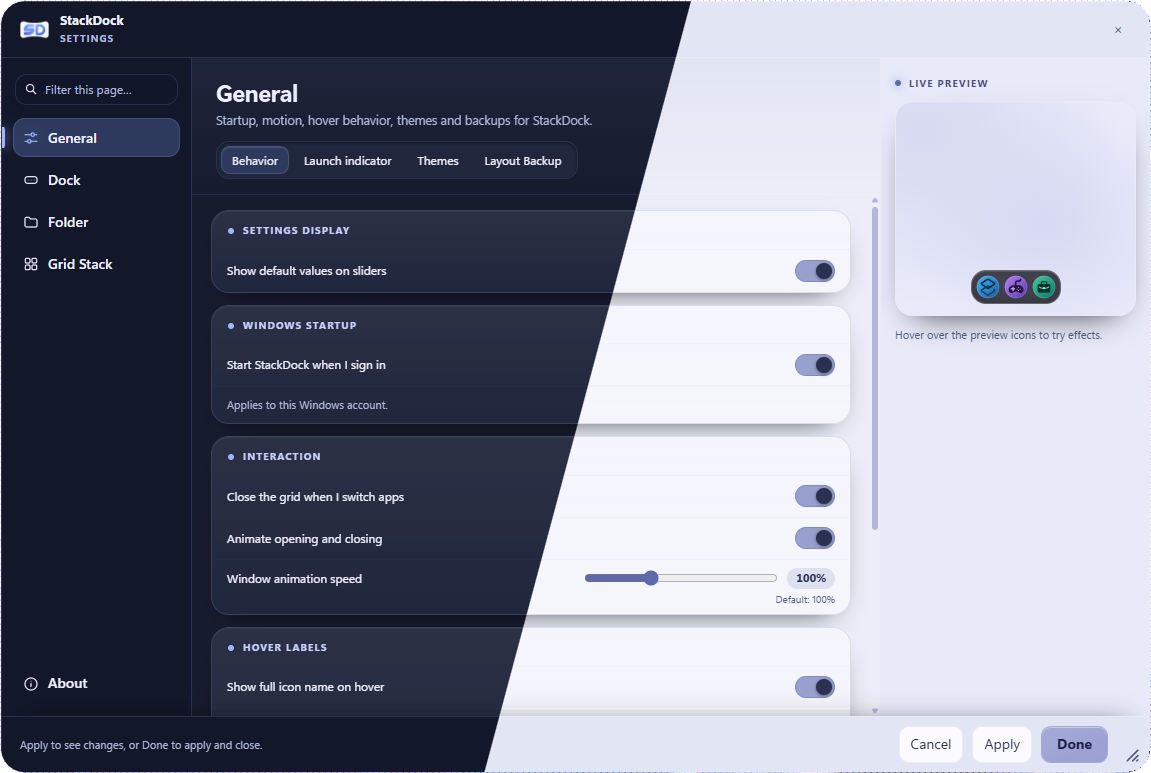 SD
StackDock
SETTINGS
×
Filter this page...
General
Dock
Folder
Grid Stack
About
General
Startup, motion, hover behavior, themes and backups for StackDock.
Behavior
Launch indicator
Themes
Layout Backup
SETTINGS DISPLAY
Show default values on sliders
WINDOWS STARTUP
Start StackDock when I sign in
Applies to this Windows account.
INTERACTION
Close the grid when I switch apps
Animate opening and closing
Window animation speed
100%
Default: 100%
HOVER LABELS
Show full icon name on hover
LIVE PREVIEW
Hover over the preview icons to try effects.
Apply to see changes, or Done to apply and close.
Cancel
Apply
Done